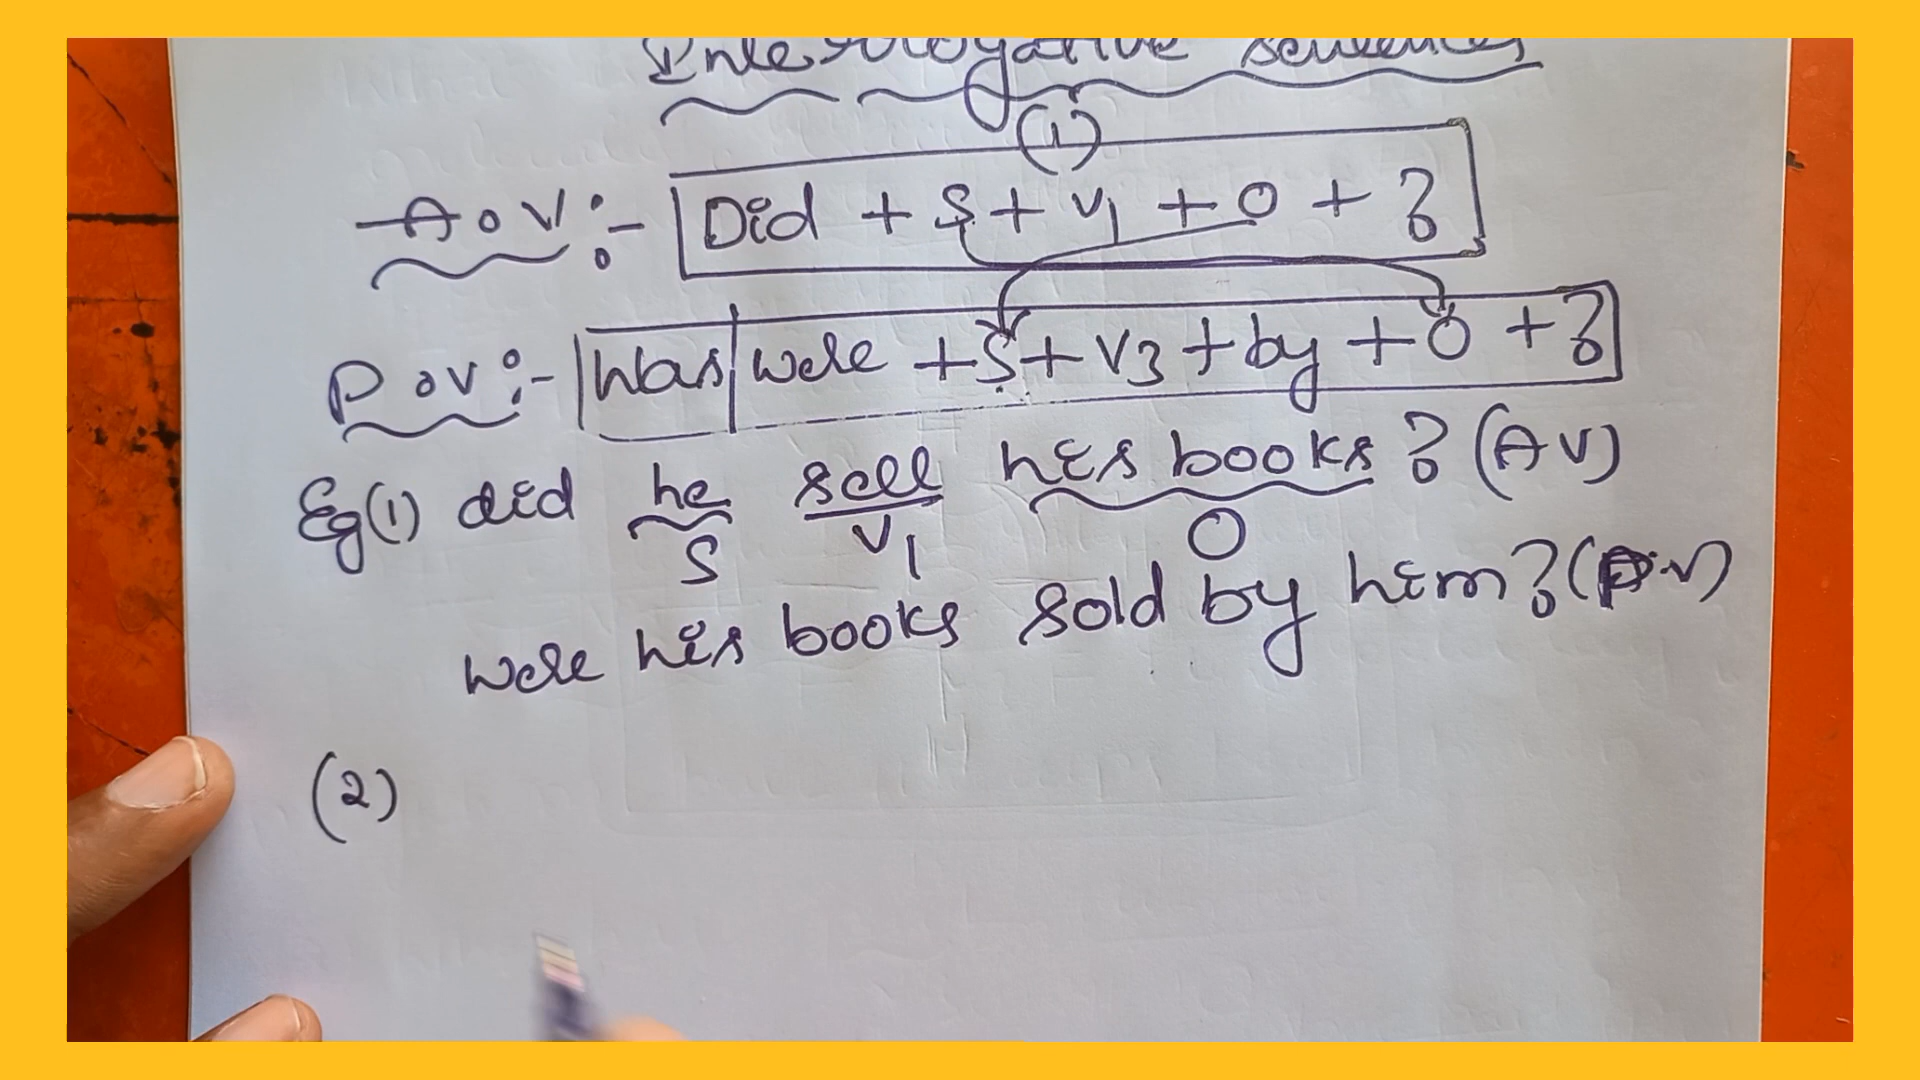 Interrogative sentences
(1)
A.V:- Did + S + V1 + O + ?
P.V:- Was/were + S + V3 + by + O + ?
Eg(1) did he sell his books? (AV)
S V1 O
were his books sold by him? (P.V)
(2)